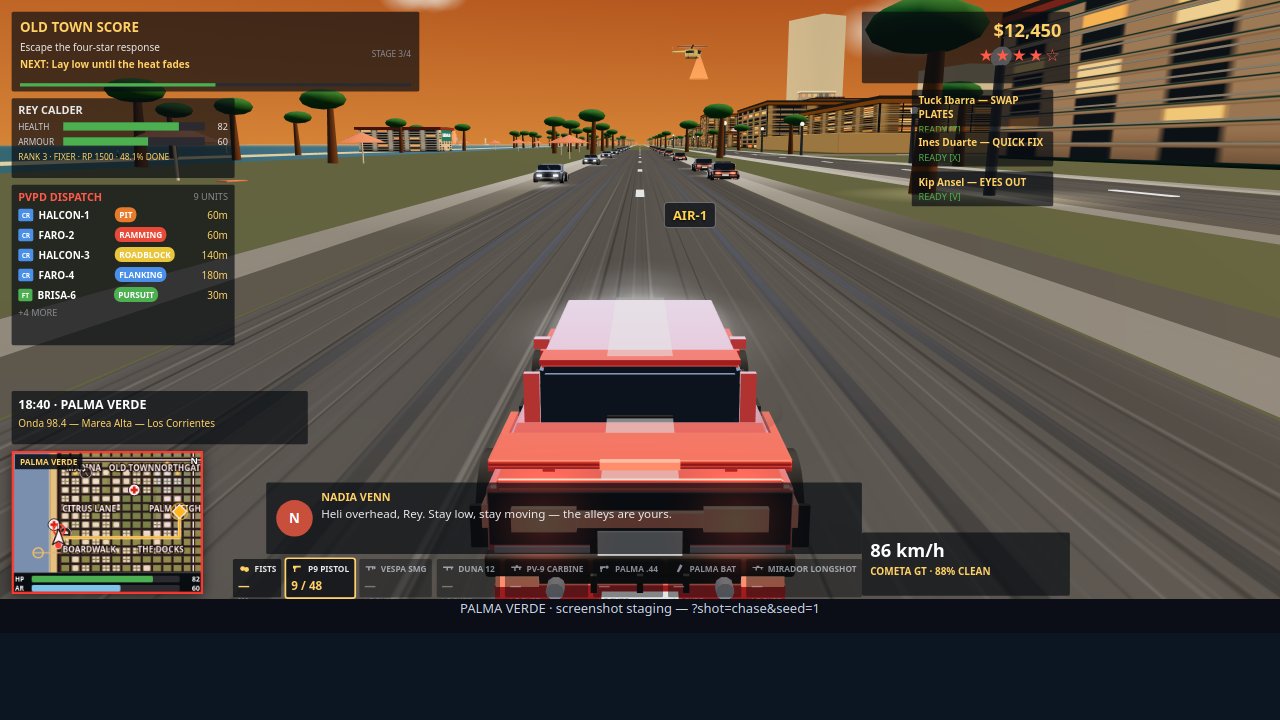 OLD TOWN SCORE
Escape the four-star response
NEXT: Lay low until the heat fades
STAGE 3/4
$12,450
★★★★☆
REY CALDER
HEALTH 82
ARMOUR 60
RANK 3 · FIXER · RP 1500 · 48.1% DONE
Tuck Ibarra — SWAP PLATES
Ines Duarte — QUICK FIX
READY [X]
Kip Ansel — EYES OUT
READY [V]
PVPD DISPATCH 9 UNITS
CR HALCON-1 PIT 60m
CR FARO-2 RAMMING 60m
CR HALCON-3 ROADBLOCK 140m
CR FARO-4 FLANKING 180m
FT BRISA-6 PURSUIT 30m
+4 MORE
AIR-1
18:40 · PALMA VERDE
Onda 98.4 — Marea Alta — Los Corrientes
PALMA VERDE
N
OLD TOWN
CITRUS LANE
BOARDWALK
THE DOCKS
HP 82
AR 60
N
NADIA VENN
Heli overhead, Rey. Stay low, stay moving — the alleys are yours.
FISTS
—
P9 PISTOL
9 / 48
VESPA SMG
—
DUNA 12
—
PV-9 CARBINE
—
PALMA .44
—
PALMA BAT
—
MIRADOR LONGSHOT
—
86 km/h
COMETA GT · 88% CLEAN
PALMA VERDE · screenshot staging — ?shot=chase&seed=1